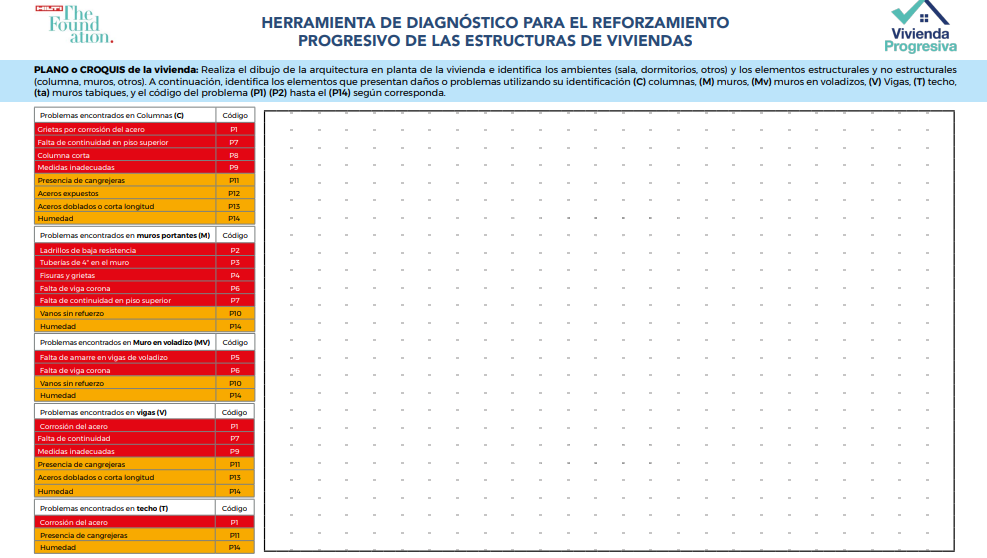 HILTI
The
Found
ation.
HERRAMIENTA DE DIAGNÓSTICO PARA EL REFORZAMIENTO
PROGRESIVO DE LAS ESTRUCTURAS DE VIVIENDAS
Vivienda
Progresiva
PLANO o CROQUIS de la vivienda: Realiza el dibujo de la arquitectura en planta de la vivienda e identifica los ambientes (sala, dormitorios, otros) y los elementos estructurales y no estructurales
(columna, muros, otros). A continuación, identifica los elementos que presentan daños o problemas utilizando su identificación (C) columnas, (M) muros, (Mv) muros en voladizos, (V) Vigas, (T) techo,
(ta) muros tabiques, y el código del problema (P1) (P2) hasta el (P14) según corresponda.
Problemas encontrados en Columnas (C) Código
Grietas por corrosión del acero P1
Falta de continuidad en piso superior P7
Columna corta P8
Medidas inadecuadas P9
Presencia de cangrejeras P11
Aceros expuestos P12
Aceros doblados o corta longitud P13
Humedad P14
Problemas encontrados en muros portantes (M) Código
Ladrillos de baja resistencia P2
Tuberías de 4" en el muro P3
Fisuras y grietas P4
Falta de viga corona P6
Falta de continuidad en piso superior P7
Vanos sin refuerzo P10
Humedad P14
Problemas encontrados en Muro en voladizo (MV) Código
Falta de amarre en vigas de voladizo P5
Falta de viga corona P6
Vanos sin refuerzo P10
Humedad P14
Problemas encontrados en vigas (V) Código
Corrosión del acero P1
Falta de continuidad P7
Medidas inadecuadas P9
Presencia de cangrejeras P11
Aceros doblados o corta longitud P13
Humedad P14
Problemas encontrados en techo (T) Código
Corrosión del acero P1
Presencia de cangrejeras P11
Humedad P14